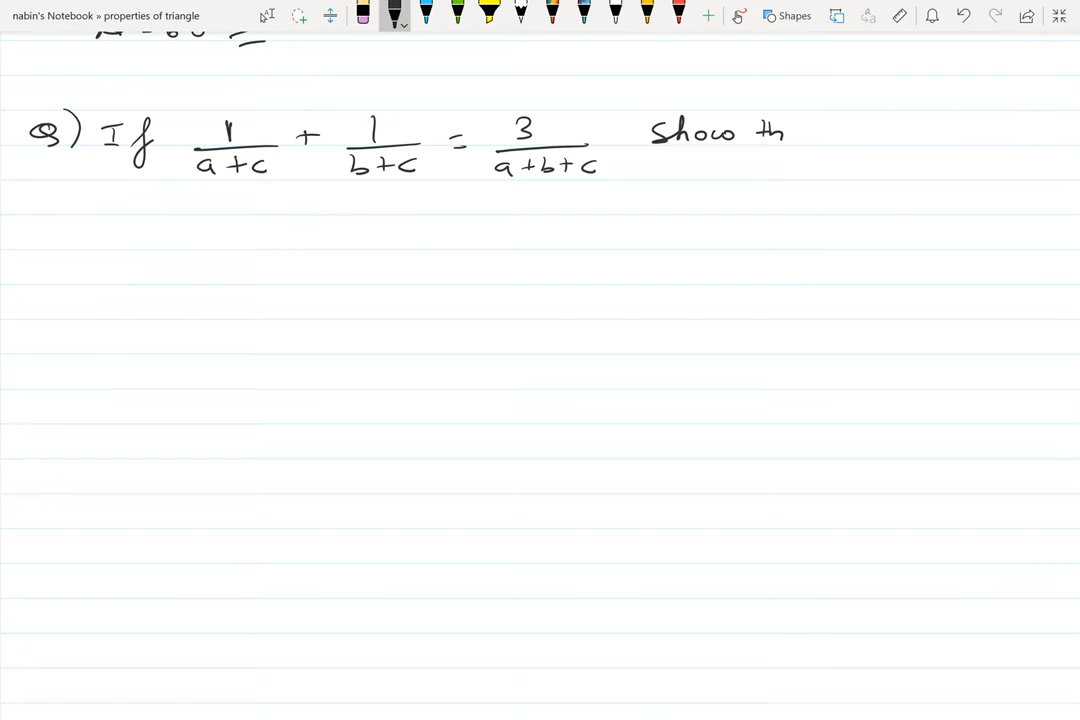 nabin's Notebook » properties of triangle Shapes
Q) If 1/(a+c) + 1/(b+c) = 3/(a+b+c) show th